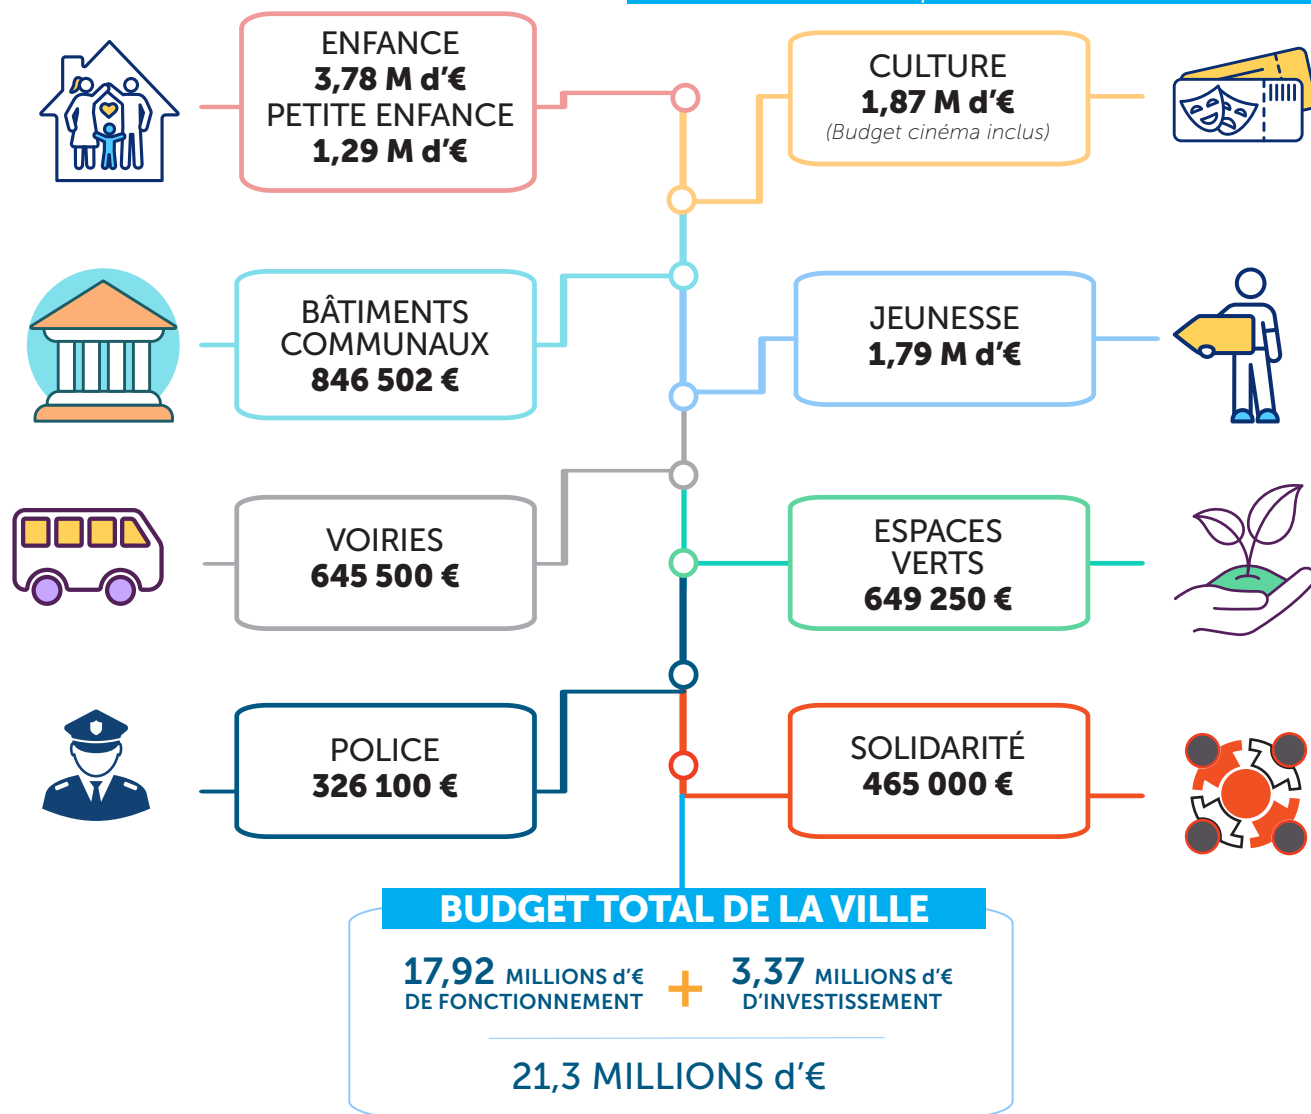 ENFANCE
3,78 M d'€
PETITE ENFANCE
1,29 M d'€
CULTURE
1,87 M d'€
(Budget cinéma inclus)
BÂTIMENTS
COMMUNAUX
846 502 €
JEUNESSE
1,79 M d'€
VOIRIES
645 500 €
ESPACES
VERTS
649 250 €
POLICE
326 100 €
SOLIDARITÉ
465 000 €
BUDGET TOTAL DE LA VILLE
17,92 MILLIONS d'€
DE FONCTIONNEMENT
+
3,37 MILLIONS d'€
D'INVESTISSEMENT
21,3 MILLIONS d'€